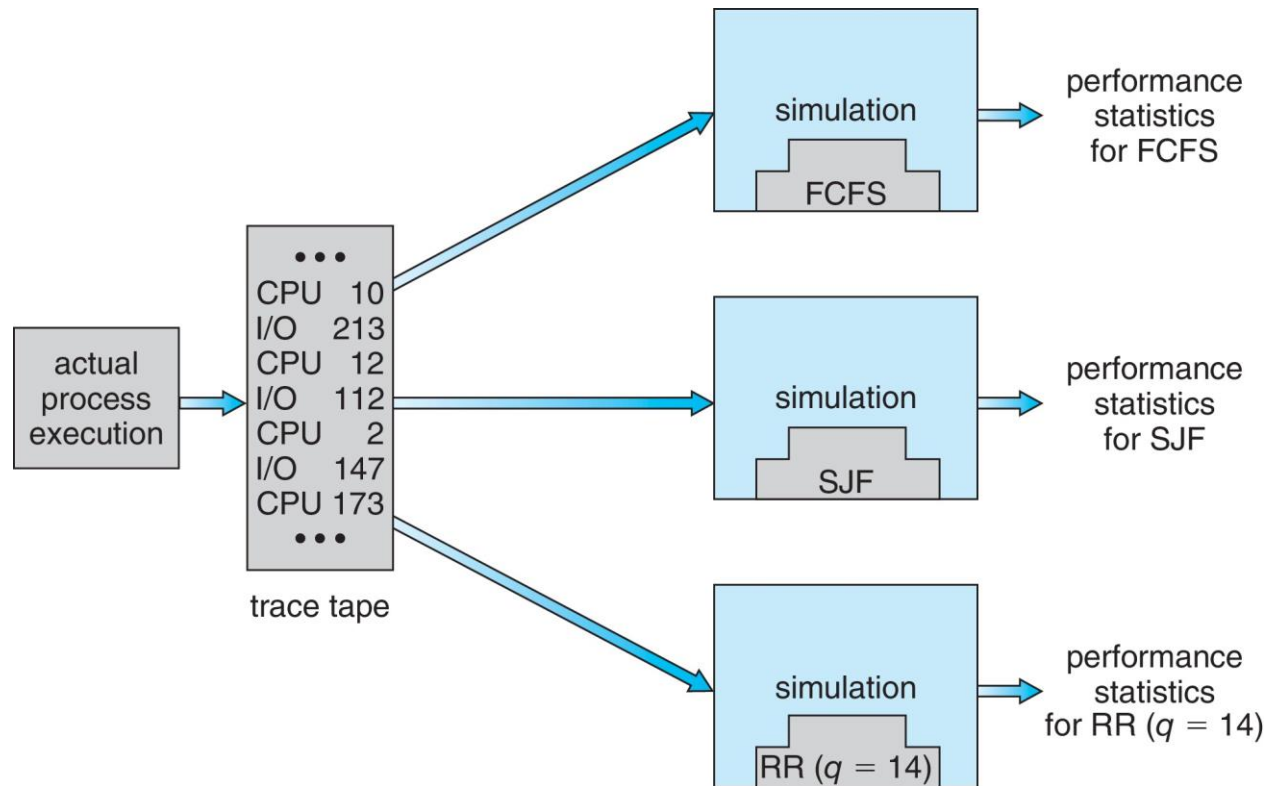 actual
process
execution
•••
CPU 10
I/O 213
CPU 12
I/O 112
CPU 2
I/O 147
CPU 173
•••
trace tape
simulation
FCFS
performance
statistics
for FCFS
simulation
SJF
performance
statistics
for SJF
simulation
RR (q = 14)
performance
statistics
for RR (q = 14)